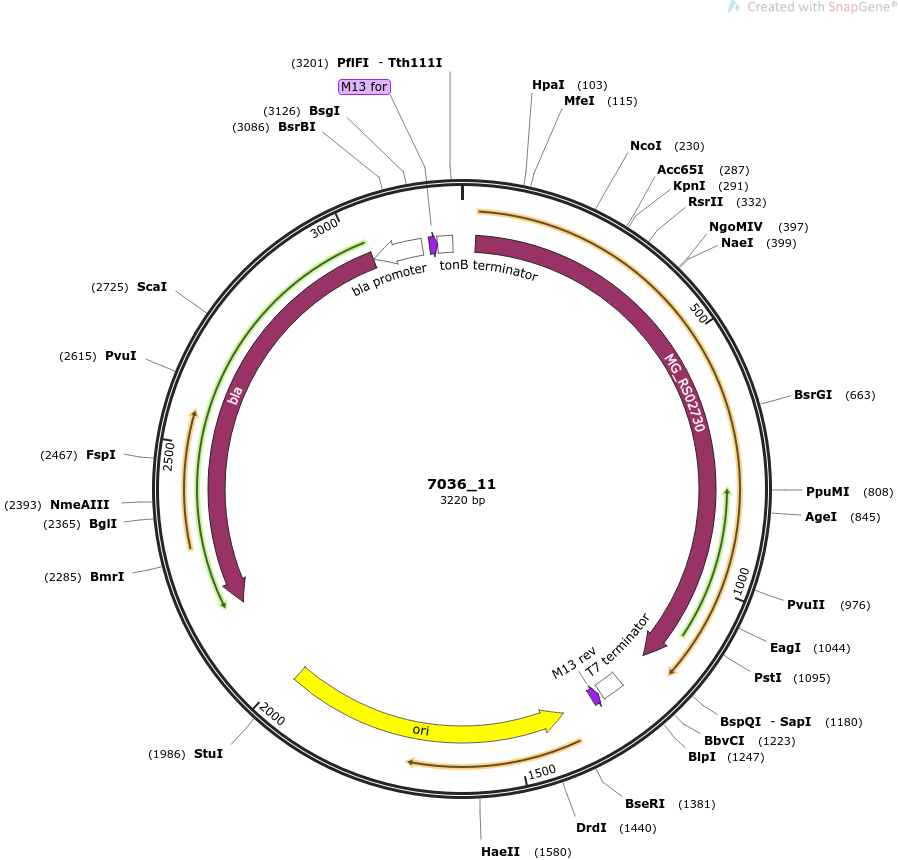 Created with SnapGene®
(3201) PflFI - Tth111I
M13 for
(3126) BsgI
(3086) BsrBI
HpaI (103)
MfeI (115)
NcoI (230)
Acc65I (287)
KpnI (291)
RsrII (332)
NgoMIV (397)
NaeI (399)
3000
bla promoter
tonB terminator
(2725) ScaI
500
(2615) PvuI
MG_RS02730
bla
BsrGI (663)
2500
(2467) FspI
7036_11
3220 bp
(2393) NmeAIII
PpuMI (808)
(2365) BglI
AgeI (845)
(2285) BmrI
1000
PvuII (976)
EagI (1044)
M13 rev
T7 terminator
PstI (1095)
2000
ori
BspQI - SapI (1180)
BbvCI (1223)
(1986) StuI
BlpI (1247)
1500
BseRI (1381)
DrdI (1440)
HaeII (1580)